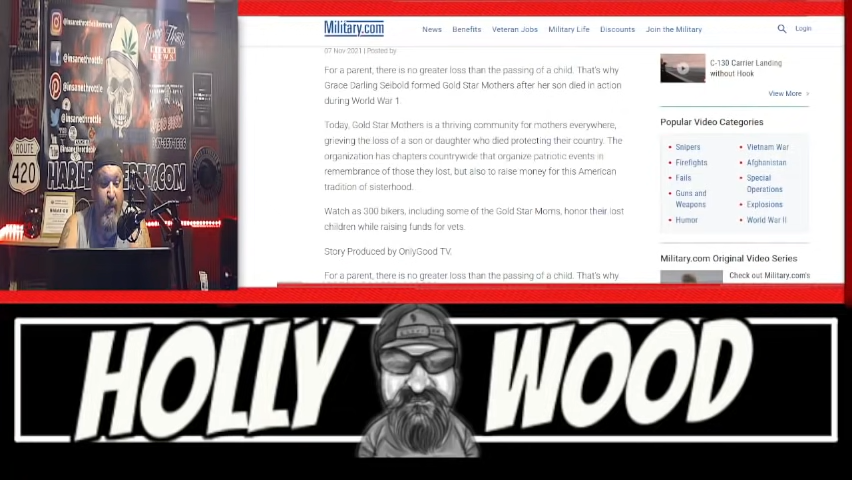 @insanethrottlebikernews
@insanethrottle
@insanethrottle
@insanethrottle
ROUTE
420
HARLEY
Y.COM
Military.com
News Benefits Veteran Jobs Military Life Discounts Join the Military Login
07 Nov 2021 | Posted by
For a parent, there is no greater loss than the passing of a child. That's why
Grace Darling Seibold formed Gold Star Mothers after her son died in action
during World War 1.
Today, Gold Star Mothers is a thriving community for mothers everywhere,
grieving the loss of a son or daughter who died protecting their country. The
organization has chapters countrywide that organize patriotic events in
remembrance of those they lost, but also to raise money for this American
tradition of sisterhood.
Watch as 300 bikers, including some of the Gold Star Moms, honor their lost
children while raising funds for vets.
Story Produced by OnlyGood TV.
For a parent, there is no greater loss than the passing of a child. That's why
C-130 Carrier Landing
without Hook
View More
Popular Video Categories
Snipers
Firefights
Fails
Guns and
Weapons
Humor
Vietnam War
Afghanistan
Special
Operations
Explosions
World War II
Military.com Original Video Series
Check out Military.com's
HOLLY WOOD